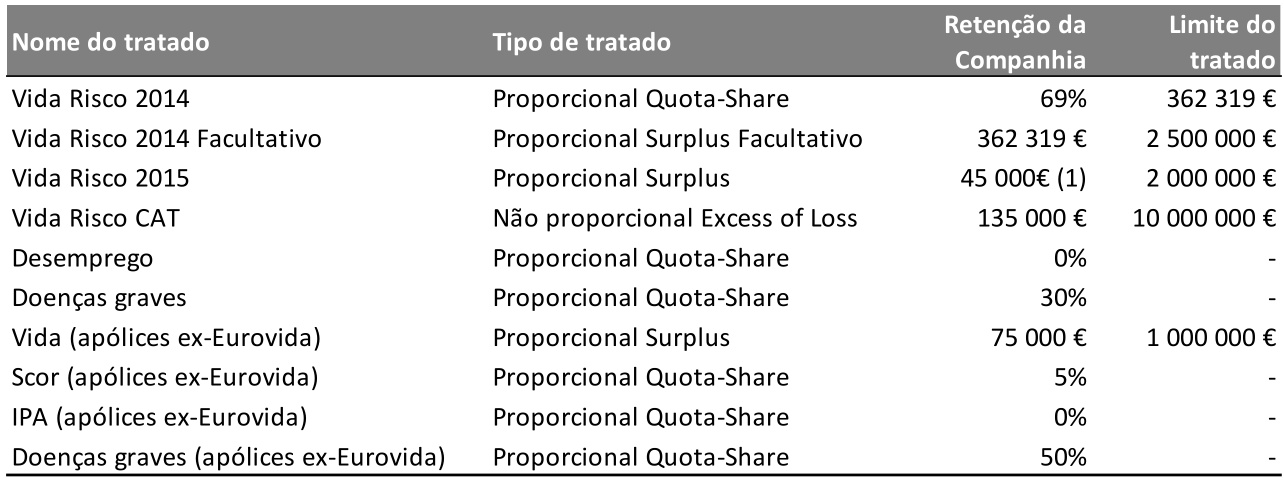 Nome do tratado Tipo de tratado Retenção da Companhia Limite do tratado
Vida Risco 2014 Proporcional Quota-Share 69% 362 319 €
Vida Risco 2014 Facultativo Proporcional Surplus Facultativo 362 319 € 2 500 000 €
Vida Risco 2015 Proporcional Surplus 45 000€ (1) 2 000 000 €
Vida Risco CAT Não proporcional Excess of Loss 135 000 € 10 000 000 €
Desemprego Proporcional Quota-Share 0% -
Doenças graves Proporcional Quota-Share 30% -
Vida (apólices ex-Eurovida) Proporcional Surplus 75 000 € 1 000 000 €
Scor (apólices ex-Eurovida) Proporcional Quota-Share 5% -
IPA (apólices ex-Eurovida) Proporcional Quota-Share 0% -
Doenças graves (apólices ex-Eurovida) Proporcional Quota-Share 50% -